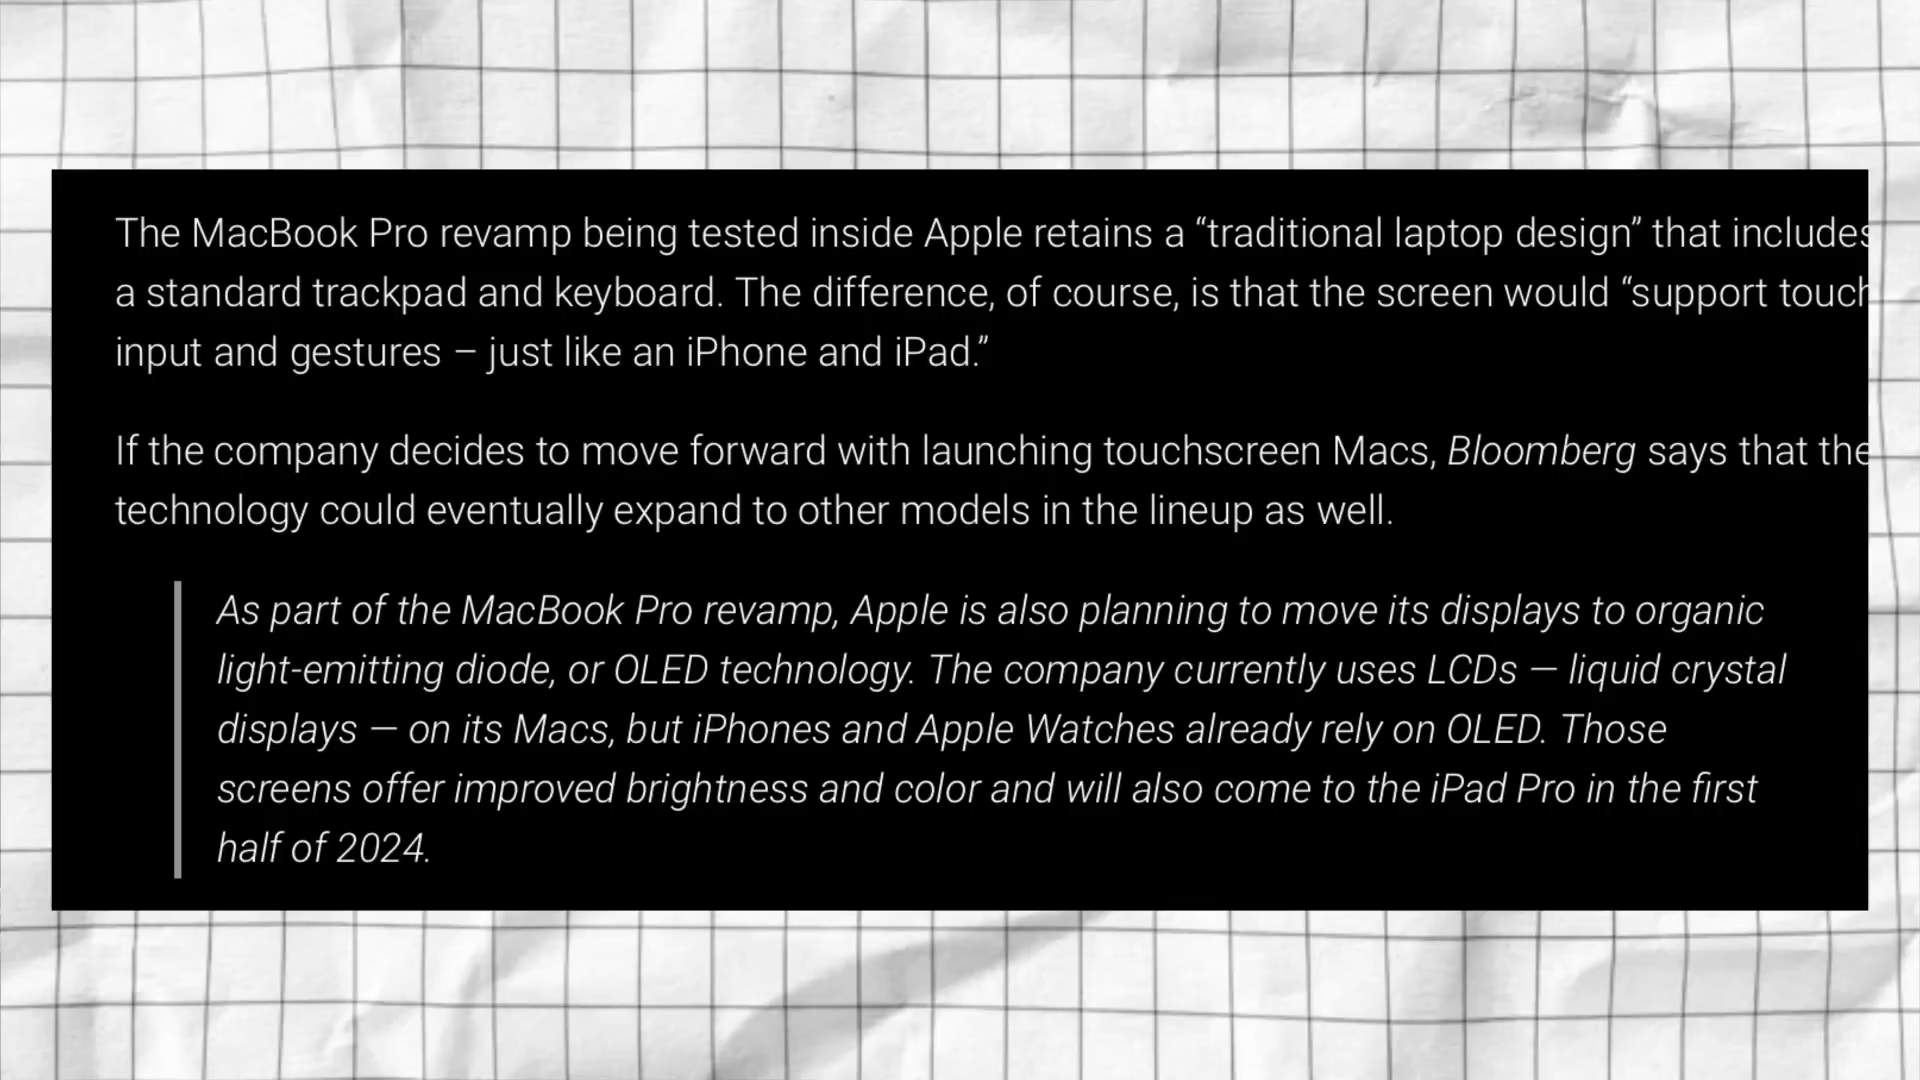 The MacBook Pro revamp being tested inside Apple retains a “traditional laptop design” that includes
a standard trackpad and keyboard. The difference, of course, is that the screen would “support touch
input and gestures – just like an iPhone and iPad.”
If the company decides to move forward with launching touchscreen Macs, Bloomberg says that the
technology could eventually expand to other models in the lineup as well.
As part of the MacBook Pro revamp, Apple is also planning to move its displays to organic
light-emitting diode, or OLED technology. The company currently uses LCDs — liquid crystal
displays — on its Macs, but iPhones and Apple Watches already rely on OLED. Those
screens offer improved brightness and color and will also come to the iPad Pro in the first
half of 2024.